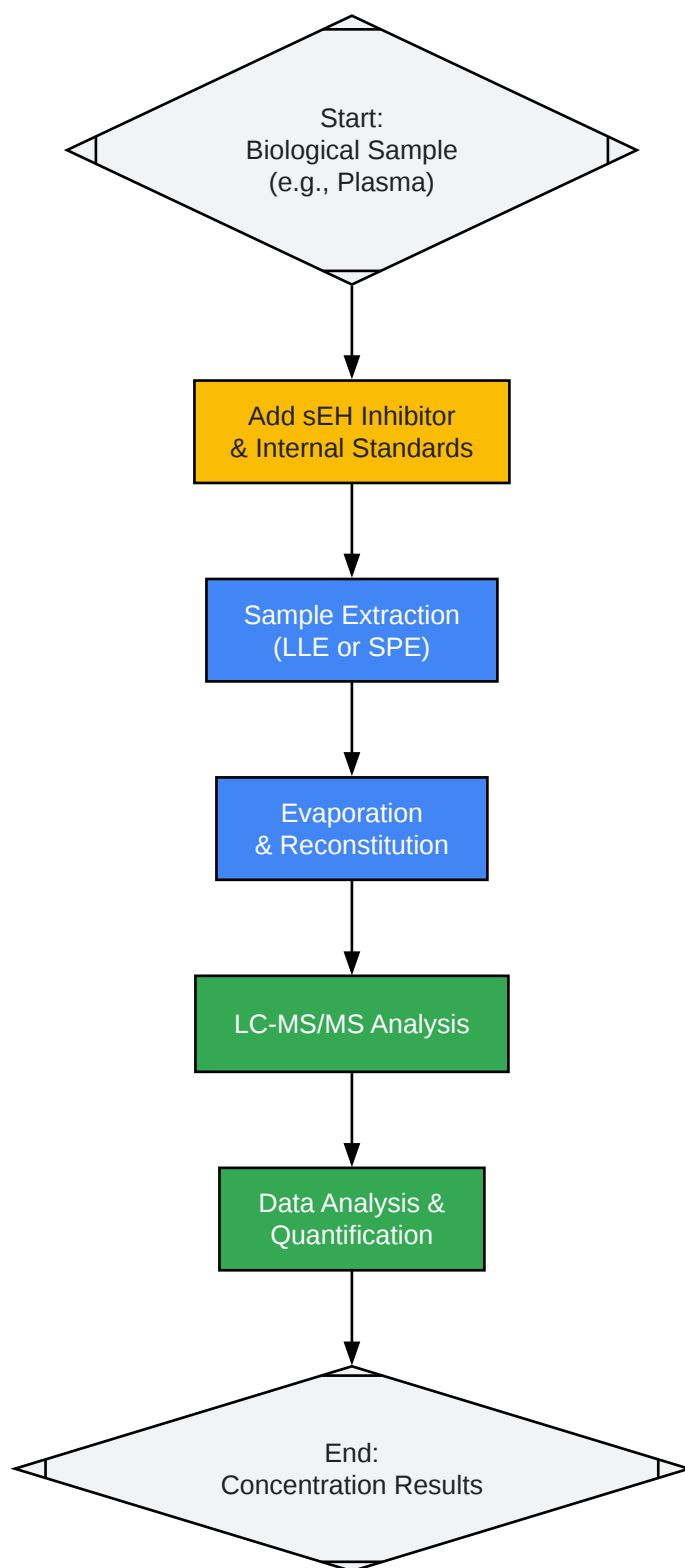 Start:
Biological Sample
(e.g., Plasma)
Add sEH Inhibitor
& Internal Standards
Sample Extraction
(LLE or SPE)
Evaporation
& Reconstitution
LC-MS/MS Analysis
Data Analysis &
Quantification
End:
Concentration Results